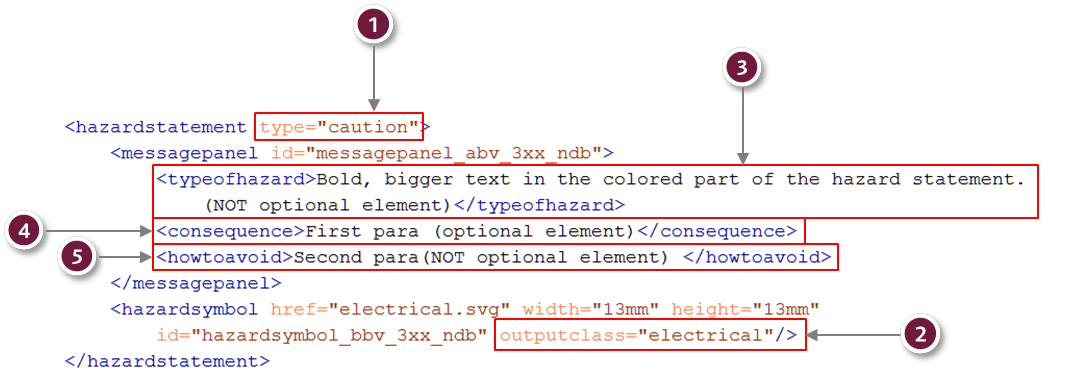 1
3
<hazardstatement type="caution">
<messagepanel id="messagepanel_abv_3xx_ndb">
<typeofhazard>Bold, bigger text in the colored part of the hazard statement.
(NOT optional element)</typeofhazard>
4
<consequence>First para (optional element)</consequence>
5
<howtoavoid>Second para(NOT optional element) </howtoavoid>
</messagepanel>
<hazardsymbol href="electrical.svg" width="13mm" height="13mm"
id="hazardsymbol_bbv_3xx_ndb" outputclass="electrical"/>
2
</hazardstatement>